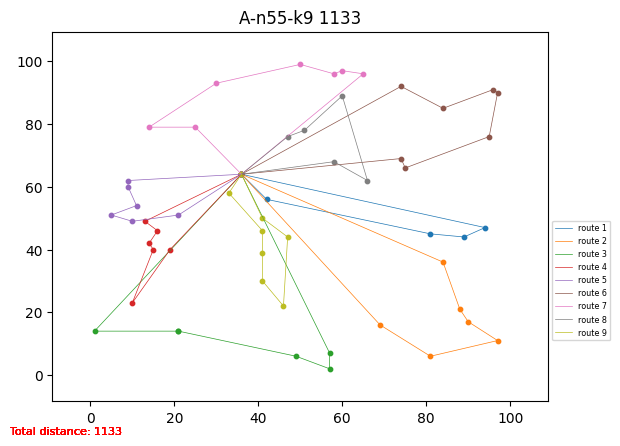 A-n55-k9 1133
100
80
60
40
20
0
0 20 40 60 80 100
route 1
route 2
route 3
route 4
route 5
route 6
route 7
route 8
route 9
Total distance: 1133